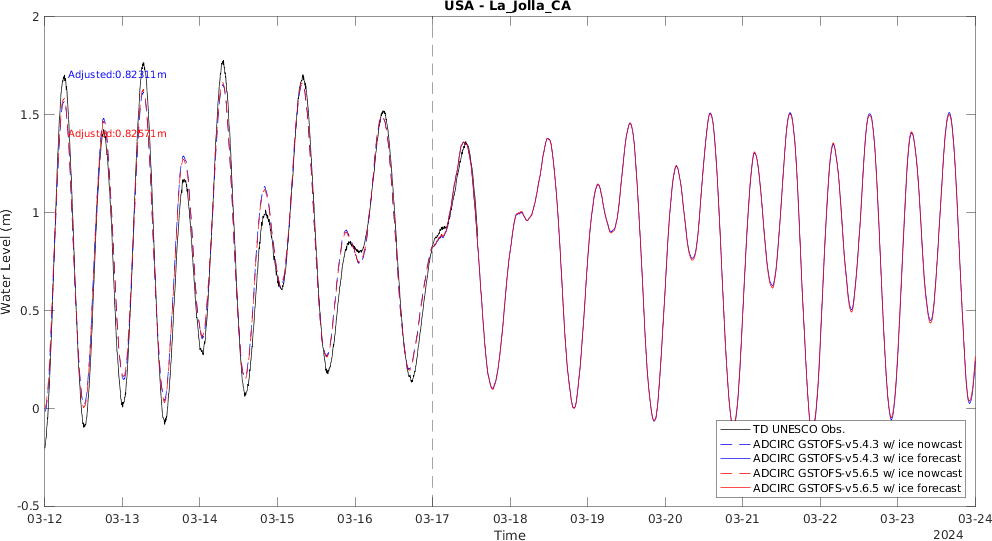 USA - La_Jolla_CA
2
1.5
1
0.5
0
-0.5
Water Level (m)
Adjusted:0.82311m
Adjusted:0.82571m
TD UNESCO Obs.
ADCIRC GSTOFS-v5.4.3 w/ ice nowcast
ADCIRC GSTOFS-v5.4.3 w/ ice forecast
ADCIRC GSTOFS-v5.6.5 w/ ice nowcast
ADCIRC GSTOFS-v5.6.5 w/ ice forecast
03-12 03-13 03-14 03-15 03-16 03-17 03-18 03-19 03-20 03-21 03-22 03-23 03-24
Time
2024